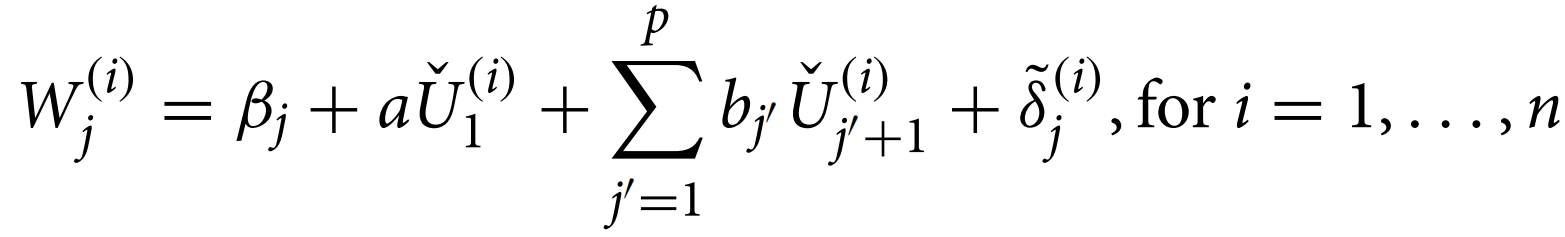 $W_j^{(i)} = \beta_j + a\check{U}_1^{(i)} + \sum_{j'=1}^{p} b_{j'} \check{U}_{j'+1}^{(i)} + \tilde{\delta}_j^{(i)}, \text{for } i = 1, \ldots, n$